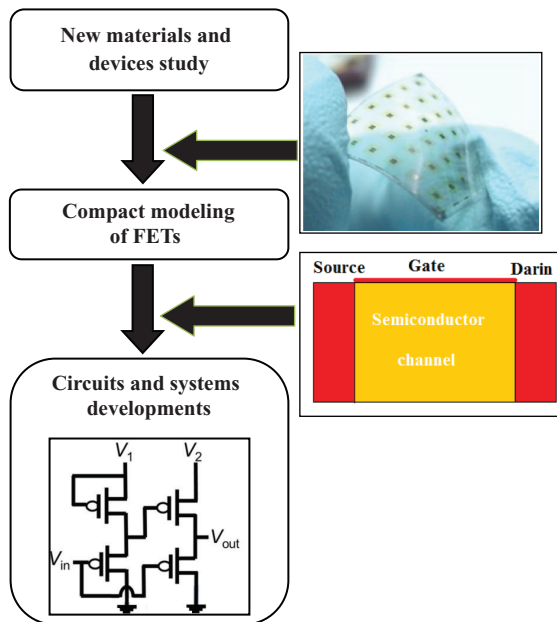 New materials and
devices study
Compact modeling
of FETs
Source
Gate
Darin
Semiconductor
channel
Circuits and systems
developments
V1
V2
Vin
Vout